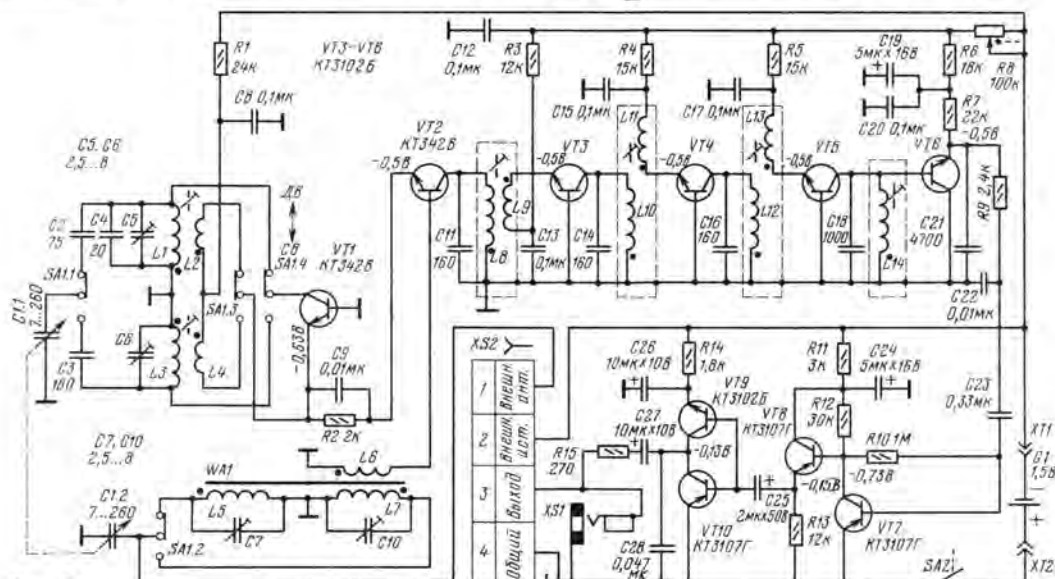 R1
24к
VT3-VT6
КТ3102Б
C8 0,1мк
C5, C6
2,5...8
C2
75
C4
20
C5
L1
L2
SA1.1
C1.1
7...260
C3
160
C6
L3
L4
SA1.3
ДВ
СВ
SA1.4
VT1
КТ342В
-0,63В
C9
0,01мк
R2 2к
VT2
КТ342В
-0,5В
C11
160
L8
L9
C12
0,1мк
R3
12к
VT3
-0,5В
C13
0,1мк
C14
160
R4
15к
C15 0,1мк
L11
L10
VT4
-0,5В
C16
160
R5
15к
C17 0,1мк
L13
L12
VT5
-0,5В
C18
1000
L14
C19
5мк×16В
C20 0,1мк
R6
18к
R7
22к
-0,5В
R8
100к
VT6
R9 2,4к
C21
4700
C22
0,01мк
C7, C10
2,5...8
C1.2
7...260
SA1.2
WA1
L5
L6
L7
C7
C10
XS2
1
Внешн.
ант.
2
Внешн.
ист.
3
Выход
4
Общий
XS1
C26
10мк×10В
R14
1,8к
C27
10мк×10В
R15
270
C28
0,047
мк
VT9
КТ3102Б
-0,13В
VT10
КТ3107Г
C25
2мк×50В
VT8
КТ3107Г
-0,15В
R11
3к
C24
5мк×16В
R12
30к
R10 1М
-0,73В
R13
12к
VT7
КТ3107Г
C23
0,33мк
XT1
G1
1,5В
XT2
SA2